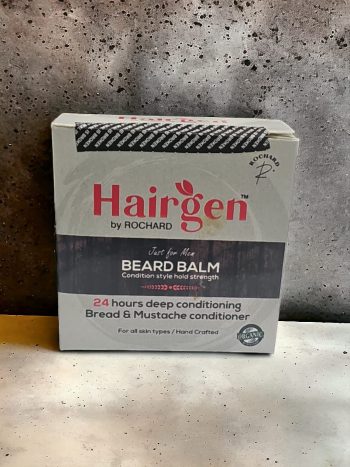 ROCHARD
R
Hairgen™
by ROCHARD
Just for Men
BEARD BALM
Condition style hold strength
24 hours deep conditioning
Bread & Mustache conditioner
For all skin types / Hand Crafted
ORGANIC